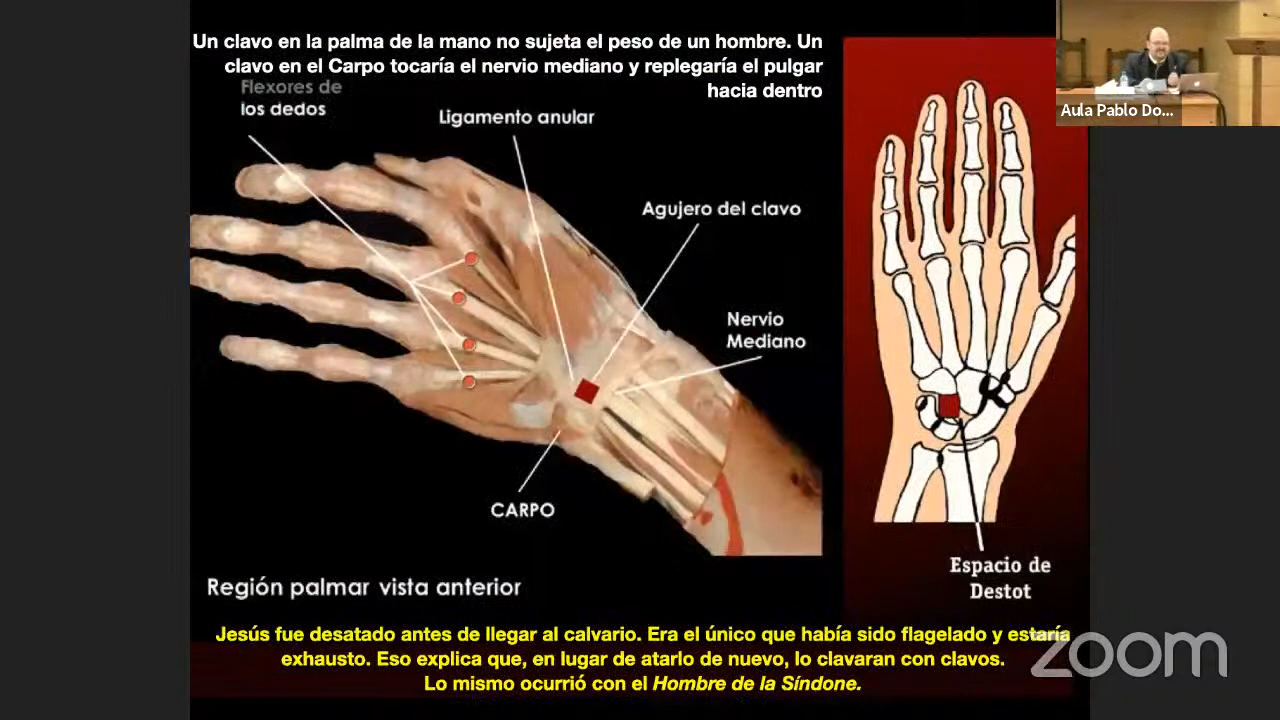 Un clavo en la palma de la mano no sujeta el peso de un hombre. Un
clavo en el Carpo tocaría el nervio mediano y replegaría el pulgar
hacia dentro
Aula Pablo Do...
Flexores de
los dedos
Ligamento anular
Agujero del clavo
Nervio
Mediano
CARPO
Región palmar vista anterior
Espacio de
Destot
Jesús fue desatado antes de llegar al calvario. Era el único que había sido flagelado y estaría
exhausto. Eso explica que, en lugar de atarlo de nuevo, lo clavaran con clavos.
Lo mismo ocurrió con el Hombre de la Síndone.
zoom